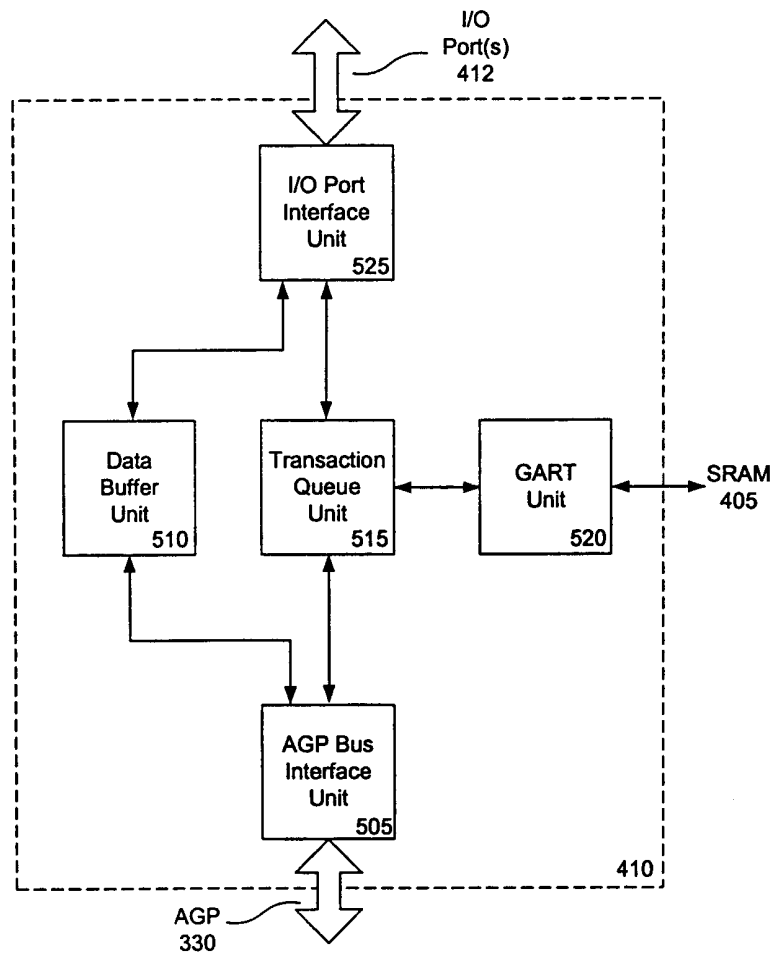 I/O
Port(s)
412
I/O Port
Interface
Unit
525
Data
Buffer
Unit
510
Transaction
Queue
Unit
515
GART
Unit
520
SRAM
405
AGP Bus
Interface
Unit
505
410
AGP
330